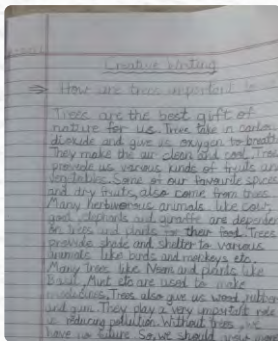 Creative Writing
⇒ How are trees important to
Trees are the best gift of
nature for us. Trees take in carbon
dioxide and give us oxygen to breath
They make the air clean and cool. Trees
provide us various kinds of fruits and
vegetables. Some of our favourite spices
and dry fruits, also come from trees.
Many herbivorous animals like cow,
goat, elephants and giraffe are dependent
on trees and plants for their food. Trees
provide shade and shelter to various
animals like birds and monkeys etc.
Many trees like Neem and plants like
Basil, Mint etc are used to make
medicines, Trees also give us wood, rubber
and gum. They play a very important role
in reducing pollution. Without trees, we
have no future. So, we should